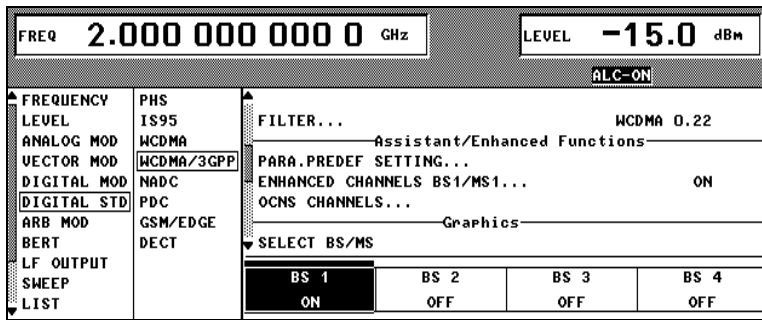 FREQ 2.000 000 000 0 GHz LEVEL -15.0 dBm
ALC-ON
FREQUENCY
LEVEL
ANALOG MOD
VECTOR MOD
DIGITAL MOD
DIGITAL STD
ARB MOD
BERT
LF OUTPUT
SWEEP
LIST
PHS
IS95
WCDMA
WCDMA/3GPP
NADC
PDC
GSM/EDGE
DECT
FILTER... WCDMA 0.22
Assistant/Enhanced Functions
PARA.PREDEF SETTING...
ENHANCED CHANNELS BS1/MS1... ON
OCNS CHANNELS...
Graphics
SELECT BS/MS
BS 1 BS 2 BS 3 BS 4
ON OFF OFF OFF